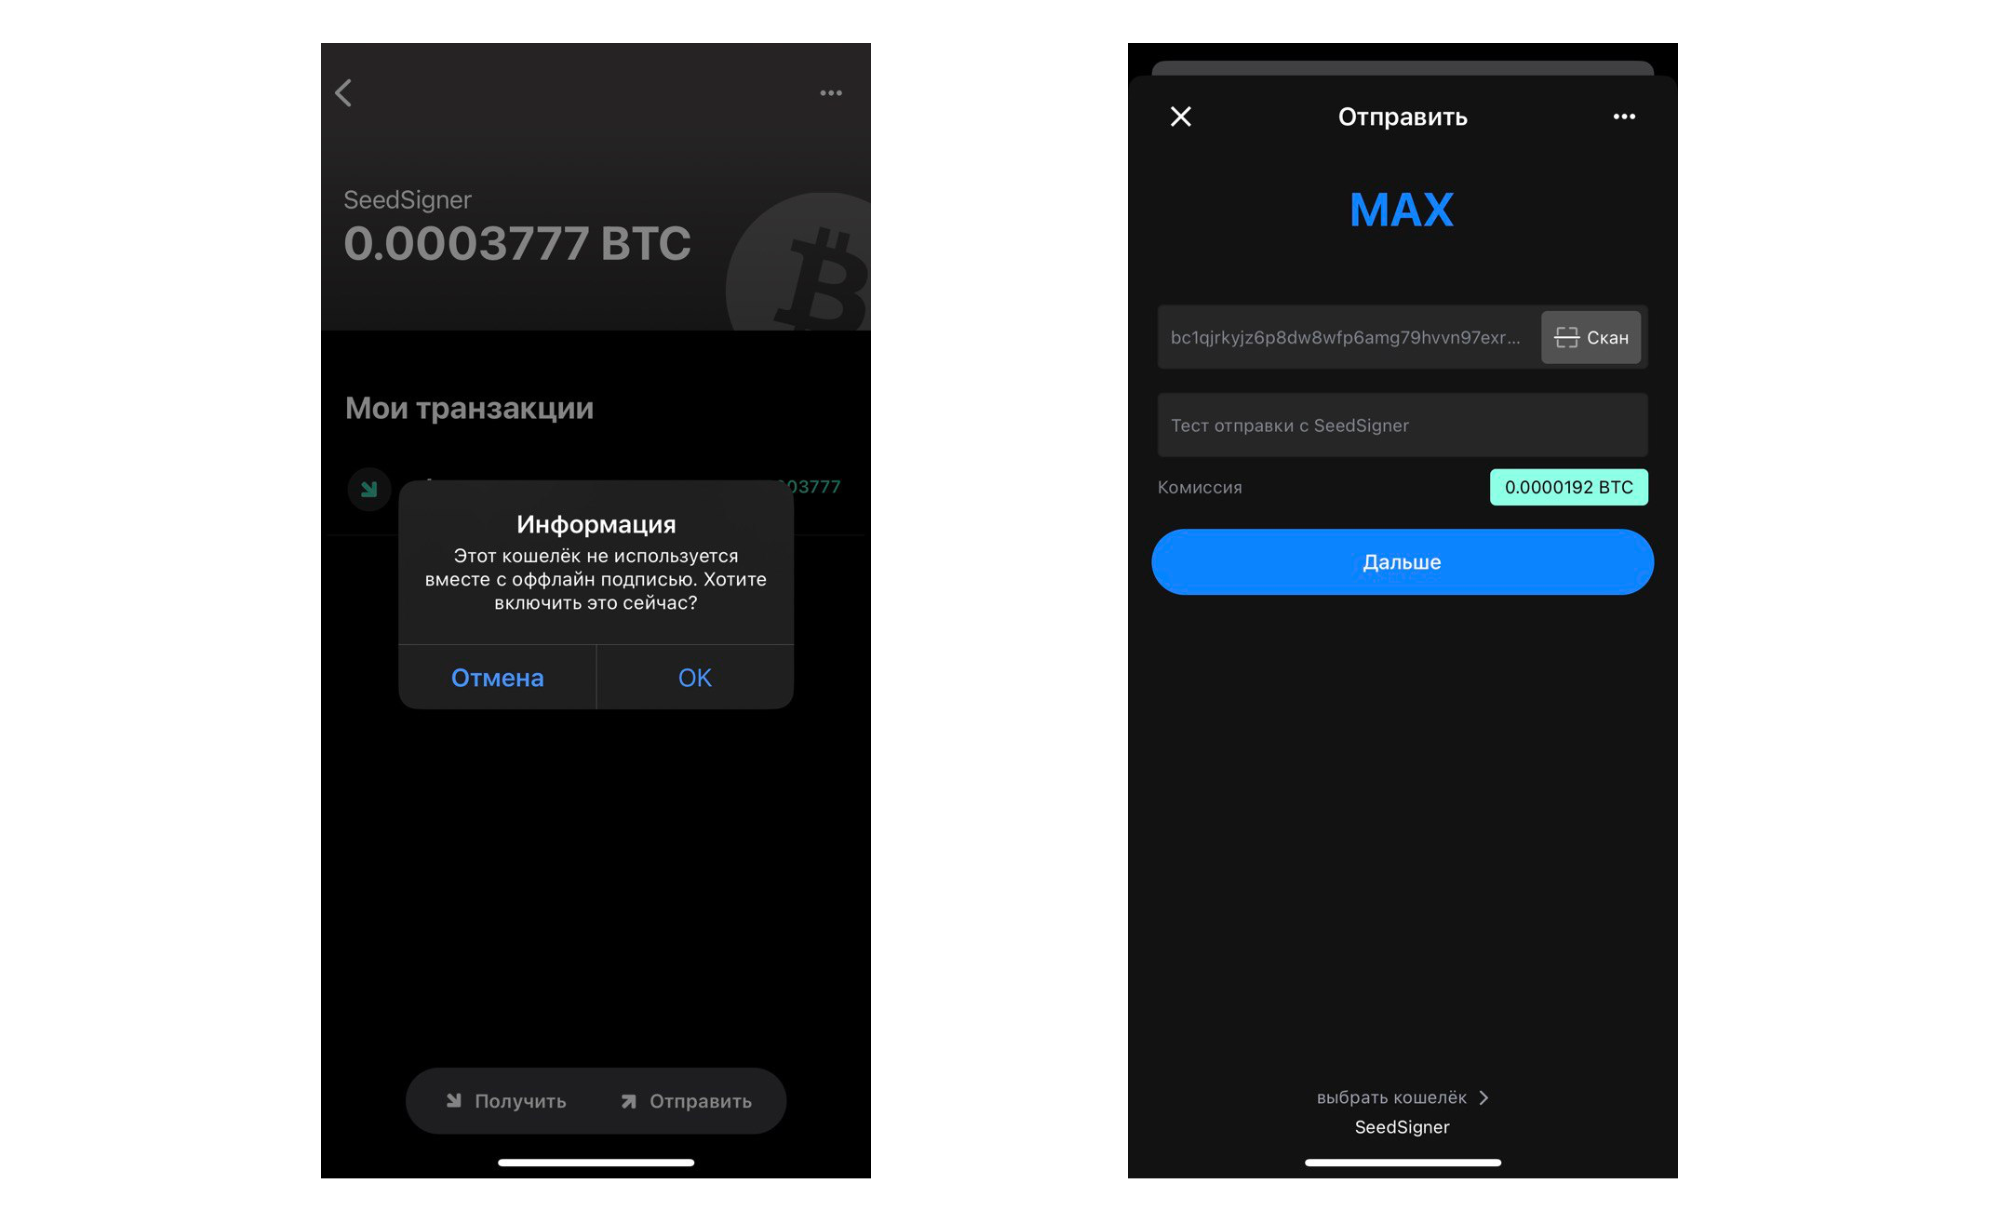 SeedSigner
0.0003777 BTC
Мои транзакции
03777
Информация
Этот кошелёк не используется
вместе с оффлайн подписью. Хотите
включить это сейчас?
Отмена
OK
Получить
Отправить
Отправить
MAX
bc1qjrkyjz6p8dw8wfp6amg79hvvn97exr...
Скан
Тест отправки с SeedSigner
Комиссия
0.0000192 BTC
Дальше
выбрать кошелёк
SeedSigner